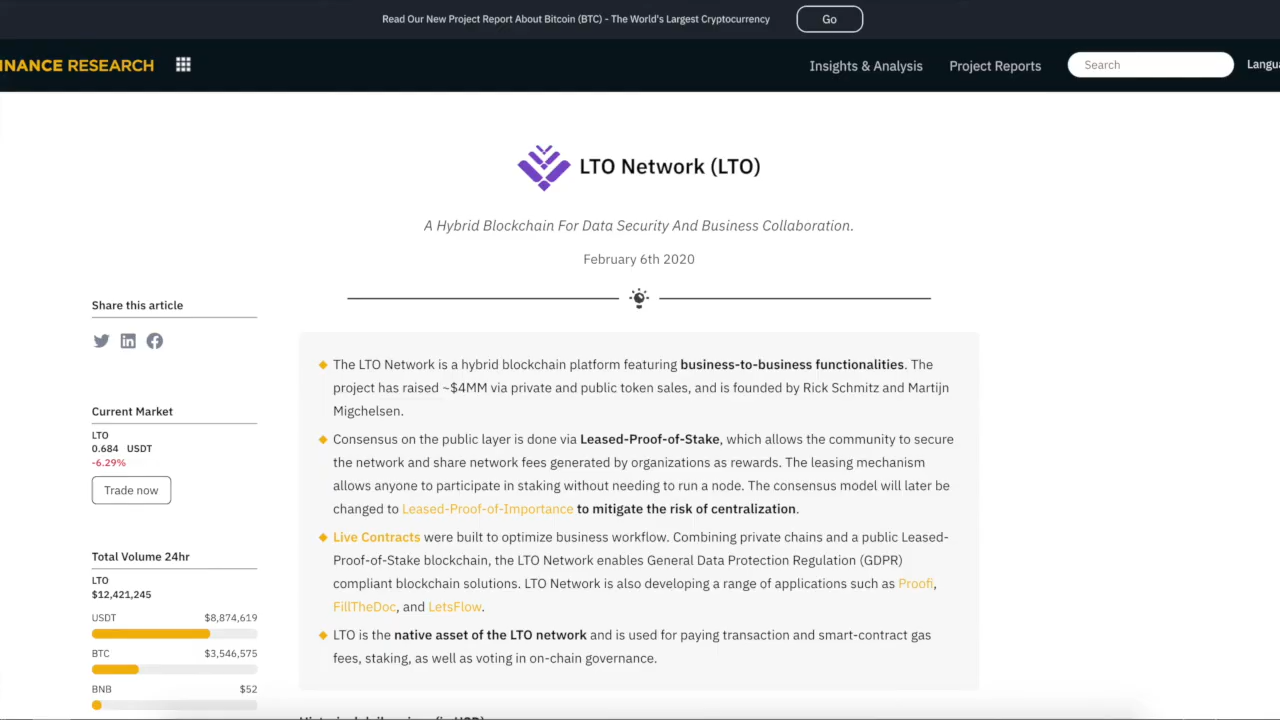 Read Our New Project Report About Bitcoin (BTC) - The World's Largest Cryptocurrency
Go
INANCE RESEARCH
Insights & Analysis
Project Reports
Search
Langua
LTO Network (LTO)
A Hybrid Blockchain For Data Security And Business Collaboration.
February 6th 2020
Share this article
Current Market
LTO
0.684 USDT
-6.29%
Trade now
Total Volume 24hr
LTO
$12,421,245
USDT $8,874,619
BTC $3,546,575
BNB $52
The LTO Network is a hybrid blockchain platform featuring business-to-business functionalities. The
project has raised ~$4MM via private and public token sales, and is founded by Rick Schmitz and Martijn
Migchelsen.
Consensus on the public layer is done via Leased-Proof-of-Stake, which allows the community to secure
the network and share network fees generated by organizations as rewards. The leasing mechanism
allows anyone to participate in staking without needing to run a node. The consensus model will later be
changed to Leased-Proof-of-Importance to mitigate the risk of centralization.
Live Contracts were built to optimize business workflow. Combining private chains and a public Leased-
Proof-of-Stake blockchain, the LTO Network enables General Data Protection Regulation (GDPR)
compliant blockchain solutions. LTO Network is also developing a range of applications such as Proofi,
FillTheDoc, and LetsFlow.
LTO is the native asset of the LTO network and is used for paying transaction and smart-contract gas
fees, staking, as well as voting in on-chain governance.